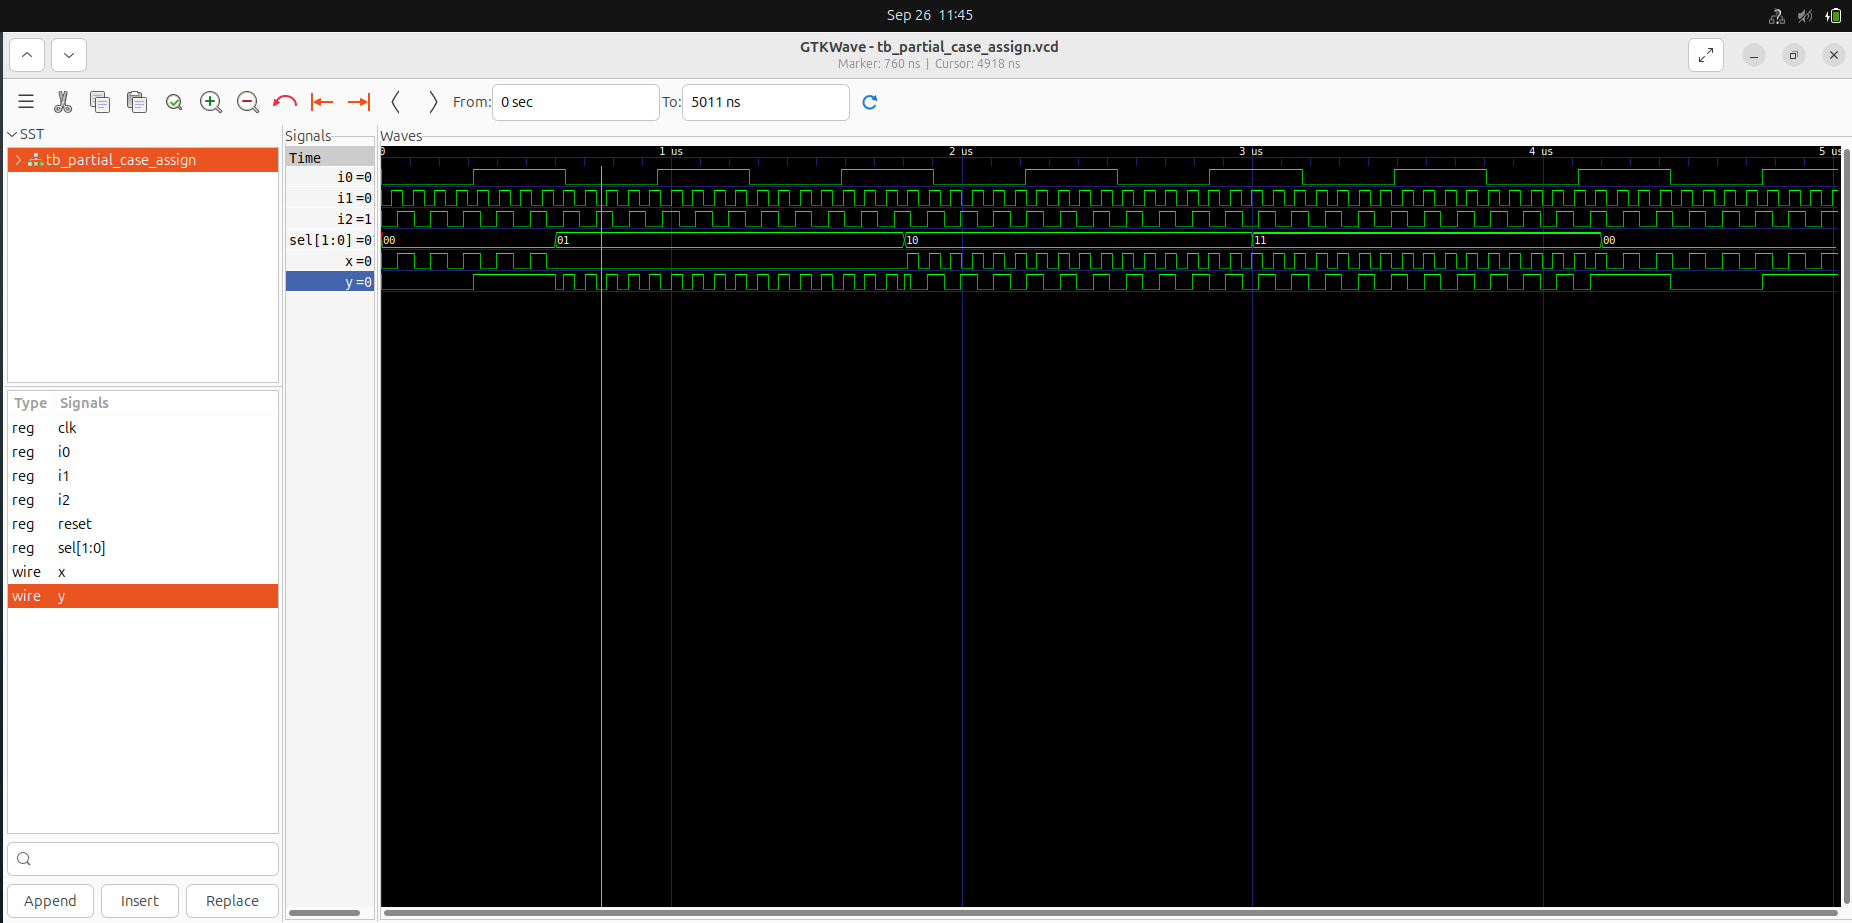 Sep 26 11:45
GTKWave - tb_partial_case_assign.vcd
Marker: 760 ns | Cursor: 4918 ns
From: 0 sec To: 5011 ns
SST
tb_partial_case_assign
Type Signals
reg clk
reg i0
reg i1
reg i2
reg reset
reg sel[1:0]
wire x
wire y
Append Insert Replace
Signals
Time
i0=0
i1=0
i2=1
sel[1:0]=0
x=0
y=0
Waves
0 1 us 2 us 3 us 4 us 5 us
00 01 10 11 00